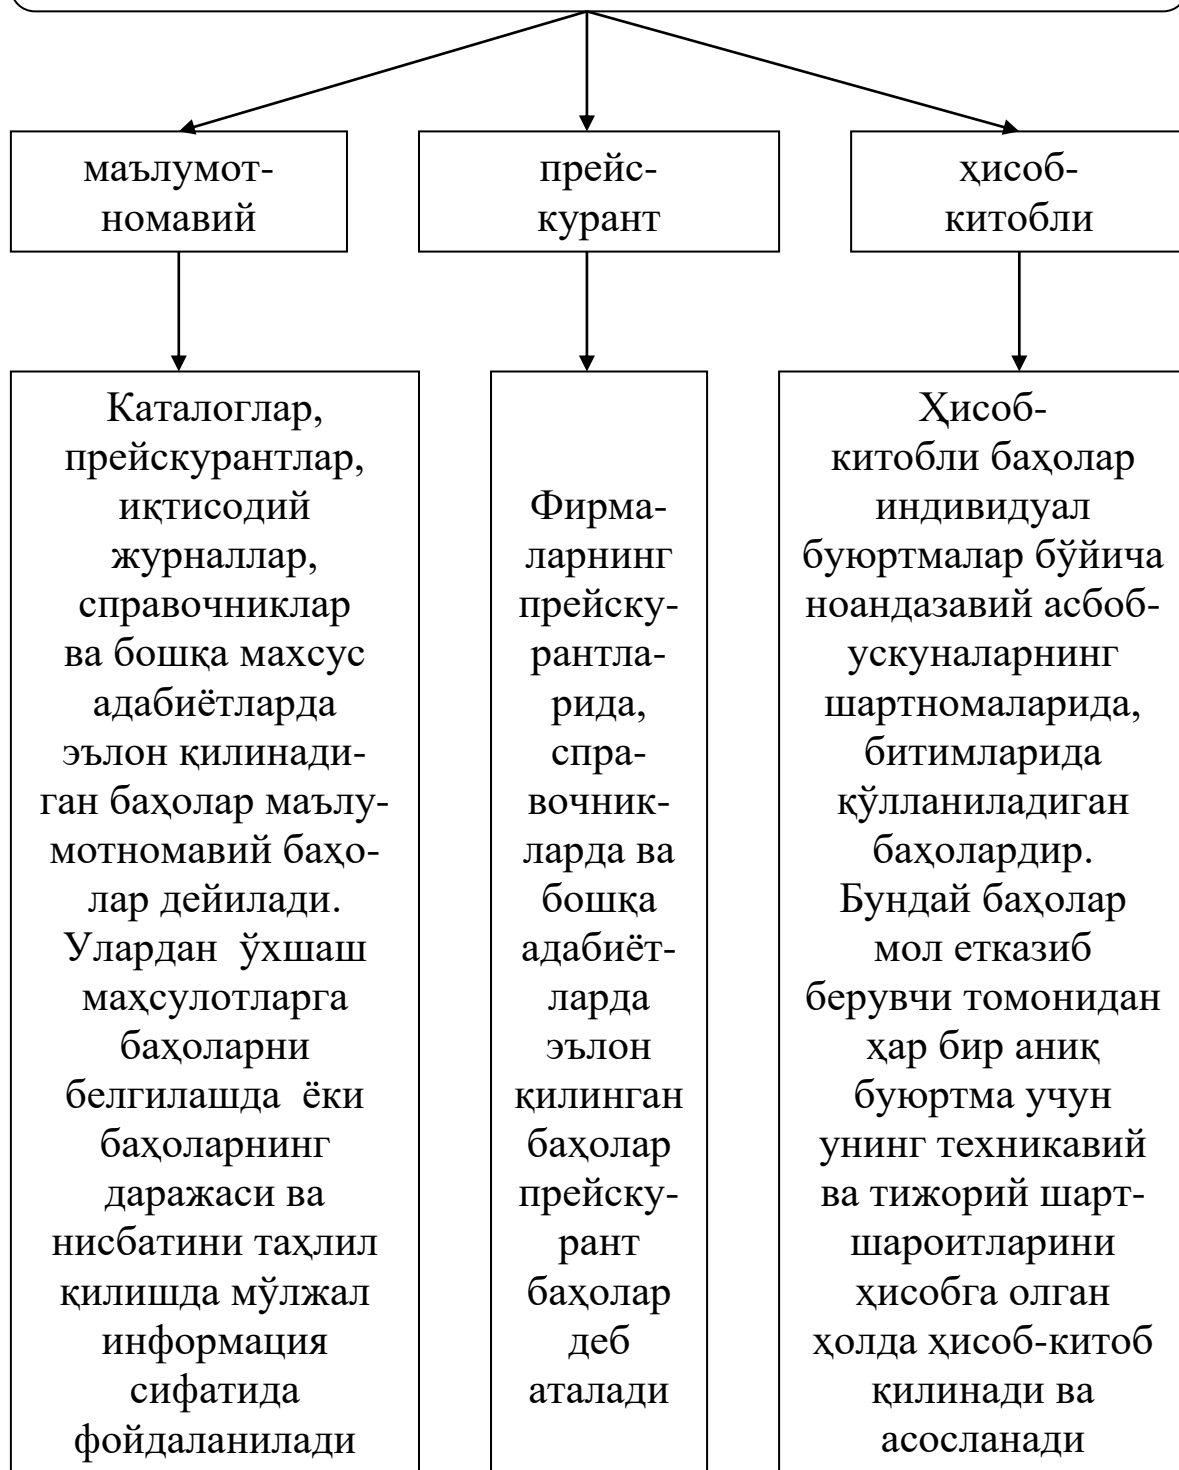 маълумот-
номавий
прейс-
курант
ҳисоб-
китобли
Каталоглар,
прейскурантлар,
иқтисодий
журналлар,
справочниклар
ва бошқа махсус
адабиётларда
эълон қилинади-
ган баҳолар маълу-
мотномавий баҳо-
лар дейилади.
Улардан ўхшаш
маҳсулотларга
баҳоларни
белгилашда ёки
баҳоларнинг
даражаси ва
нисбатини таҳлил
қилишда мўлжал
информация
сифатида
фойдаланилади
Фирма-
ларнинг
прейску-
рантла-
рида,
спра-
вочник-
ларда ва
бошқа
адабиёт-
ларда
эълон
қилинган
баҳолар
прейску-
рант
баҳолар
деб
аталади
Ҳисоб-
китобли баҳолар
индивидуал
буюртмалар бўйича
ноандазавий асбоб-
ускуналарнинг
шартномаларида,
битимларида
қўлланиладиган
баҳолардир.
Бундай баҳолар
мол етказиб
берувчи томонидан
ҳар бир аниқ
буюртма учун
унинг техникавий
ва тижорий шарт-
шароитларини
ҳисобга олган
ҳолда ҳисоб-китоб
қилинади ва
асосланади